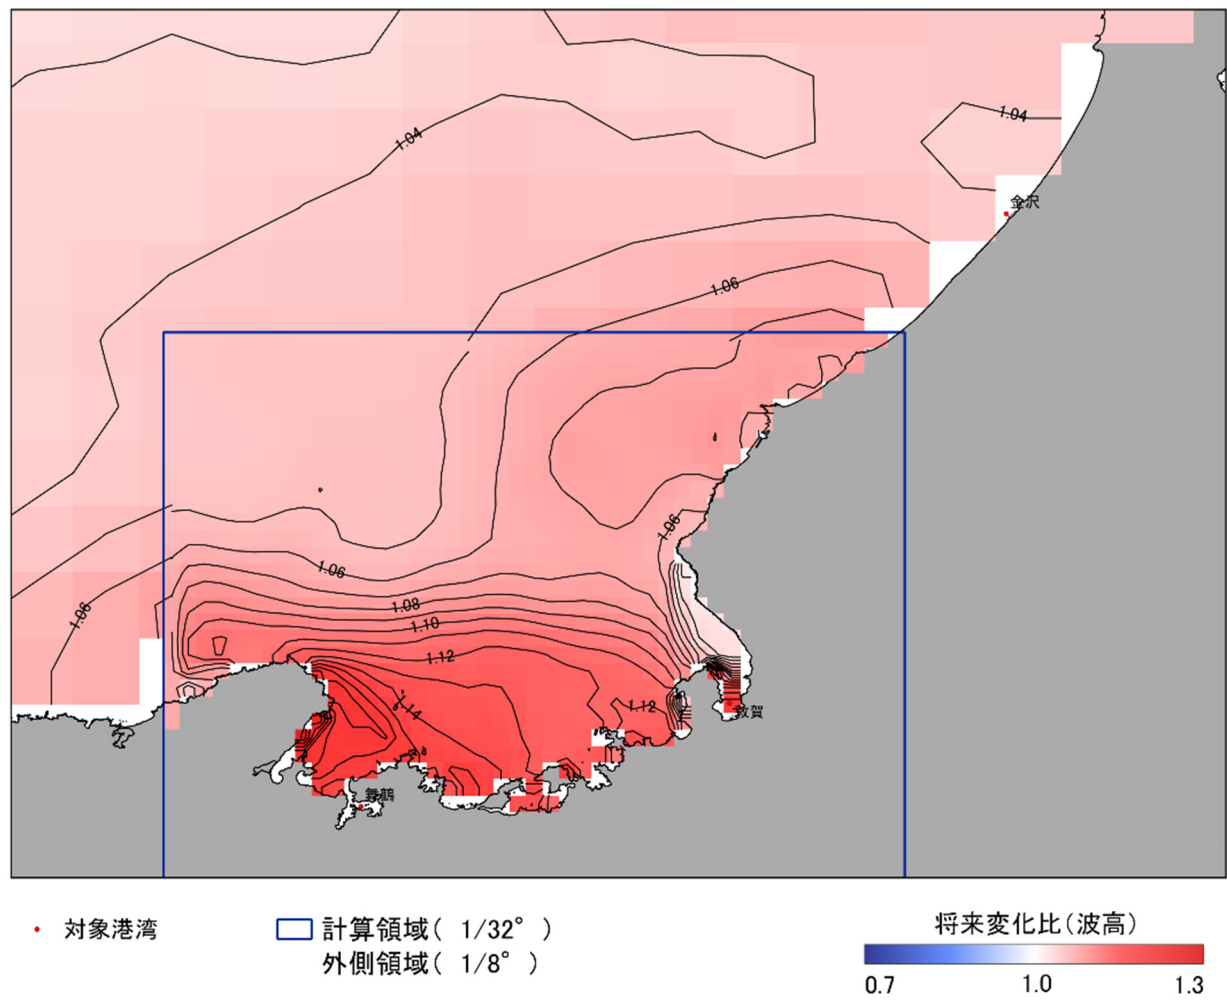 1.04
1.04
金沢
1.06
1.06
1.06
1.06
1.08
1.10
1.12
1.14
1.12
敦賀
舞鶴
対象港湾
計算領域( 1/32° )
外側領域( 1/8° )
将来変化比(波高)
0.7 1.0 1.3